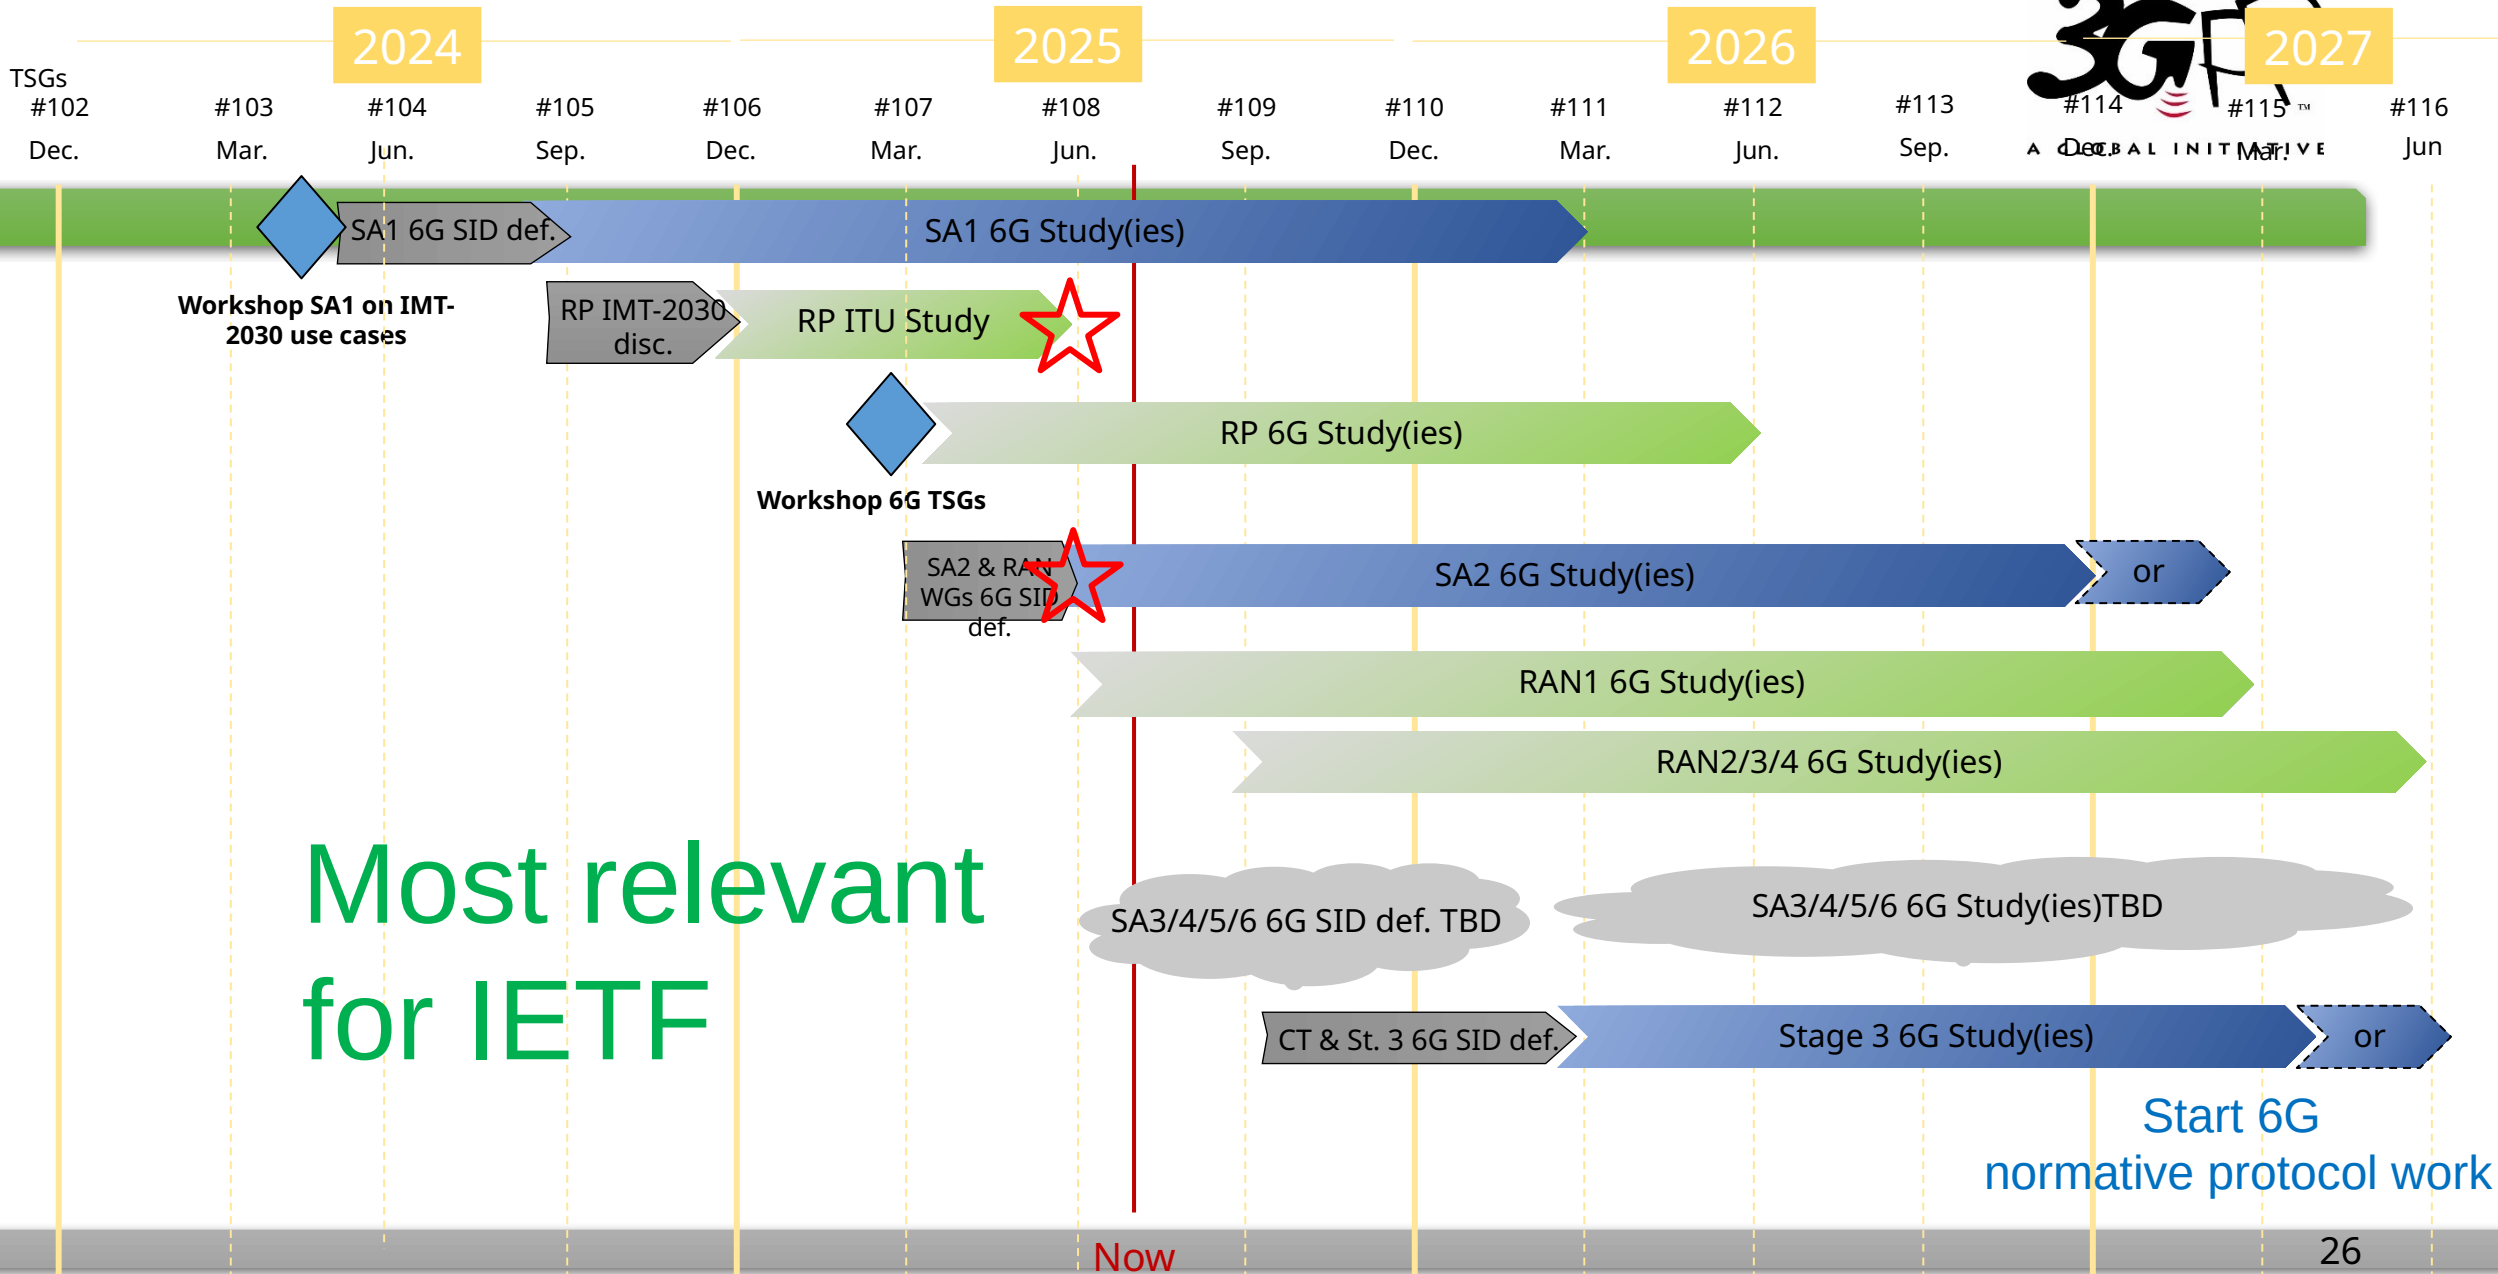 2024
2025
2026
2027
TSGs
#102
#103
#104
#105
#106
#107
#108
#109
#110
#111
#112
#113
#114
#115
#116
Dec.
Mar.
Jun.
Sep.
Dec.
Mar.
Jun.
Sep.
Dec.
Mar.
Jun.
Sep.
Dec.
Mar.
Jun
3GPP
TM
A GLOBAL INITIATIVE
SA1 6G SID def.
SA1 6G Study(ies)
Workshop SA1 on IMT-
2030 use cases
RP IMT-2030
disc.
RP ITU Study
RP 6G Study(ies)
Workshop 6G TSGs
SA2 & RAN
WGs 6G SID
def.
SA2 6G Study(ies)
or
RAN1 6G Study(ies)
RAN2/3/4 6G Study(ies)
Most relevant
for IETF
SA3/4/5/6 6G SID def. TBD
SA3/4/5/6 6G Study(ies)TBD
CT & St. 3 6G SID def.
Stage 3 6G Study(ies)
or
Start 6G
normative protocol work
Now
26